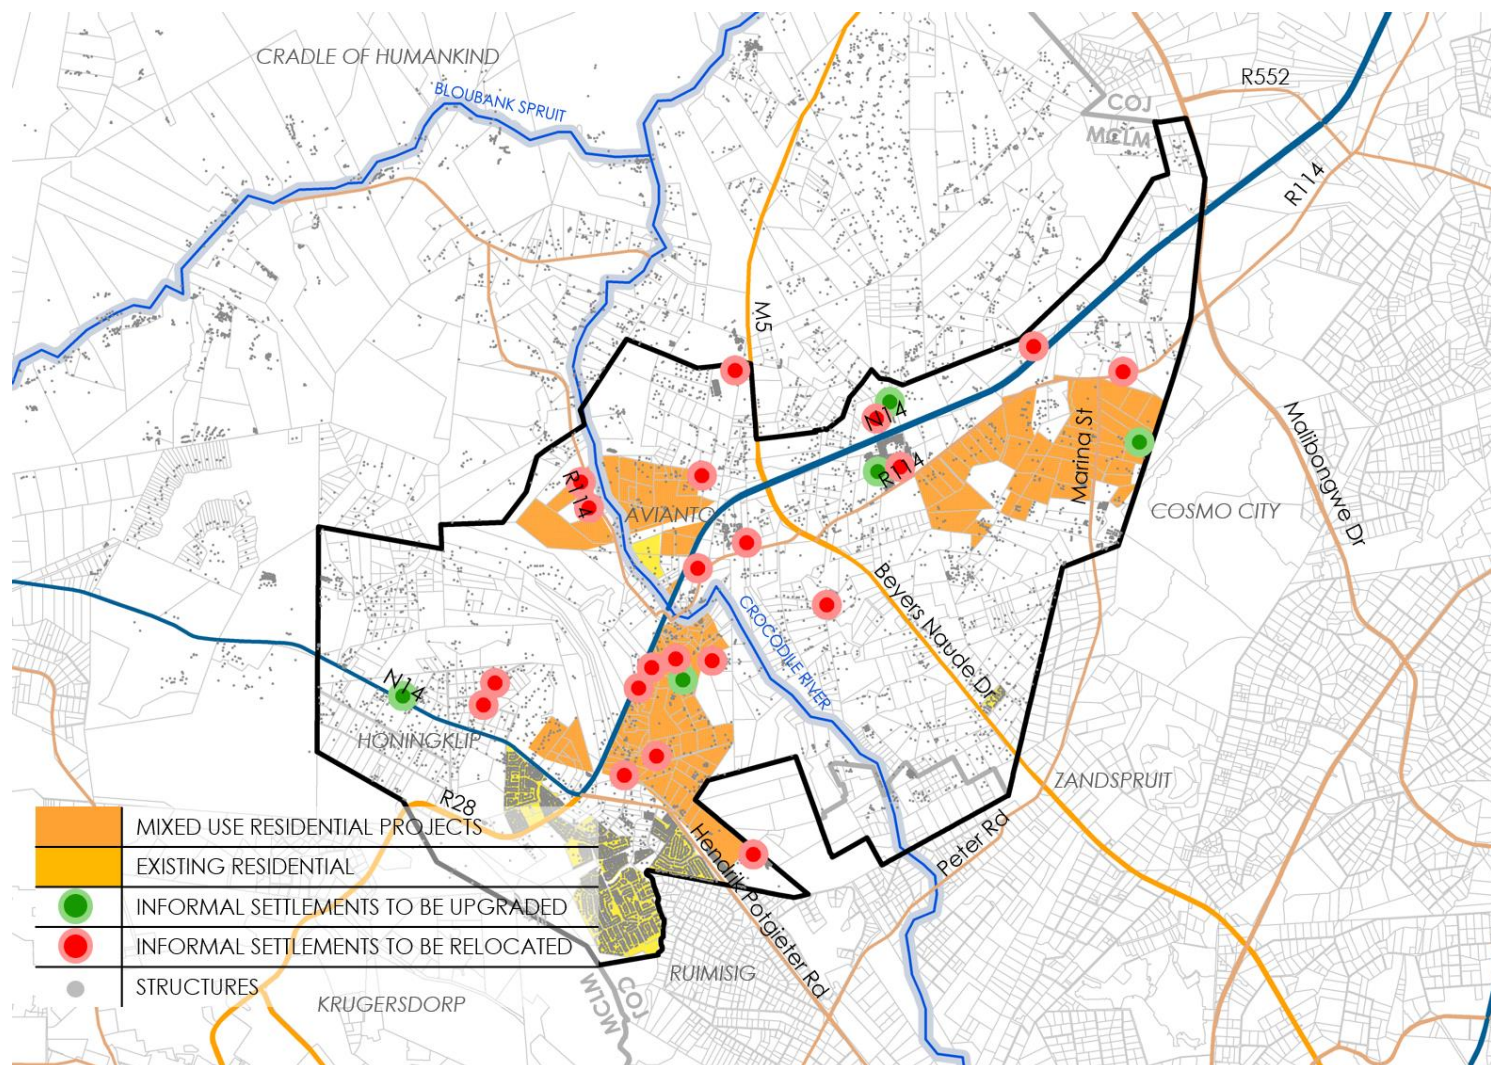 CRADLE OF HUMANKIND
BLOUBANK SPRUIT
R552
COJ
MCLM
R114
M5
N14
R114
Marina St
Malibongwe Dr
R114
AVIANTO
COSMO CITY
Beyers Naude Dr
CROCODILE RIVER
N14
HONINGKLIP
ZANDSPRUIT
R28
Peter Rd
Hendrik Potgieter Rd
MIXED USE RESIDENTIAL PROJECTS
EXISTING RESIDENTIAL
INFORMAL SETTLEMENTS TO BE UPGRADED
INFORMAL SETTLEMENTS TO BE RELOCATED
STRUCTURES
RUIMISIG
KRUGERSDORP
COJ
MCLM